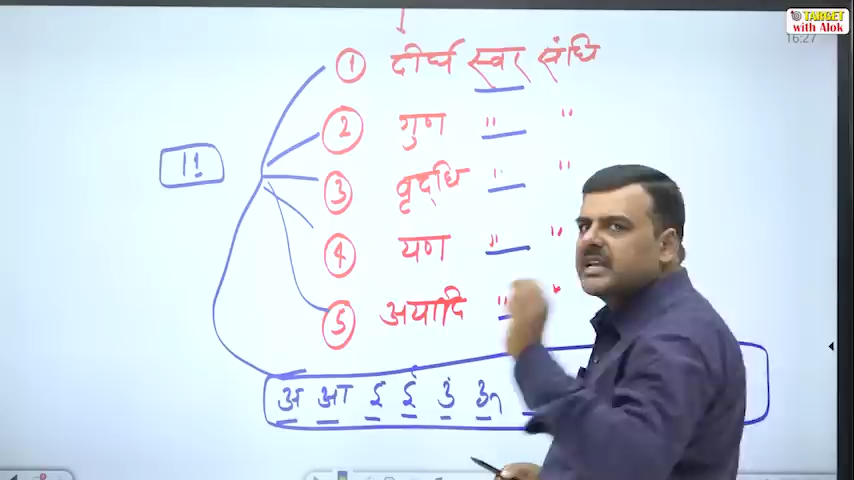 TARGET
with Alok
16:27
① दीर्घ स्वर संधि
② गुण " "
③ वृद्धि " "
④ यण " "
⑤ अयादि " "
11
अ आ इ ई उ ऊ